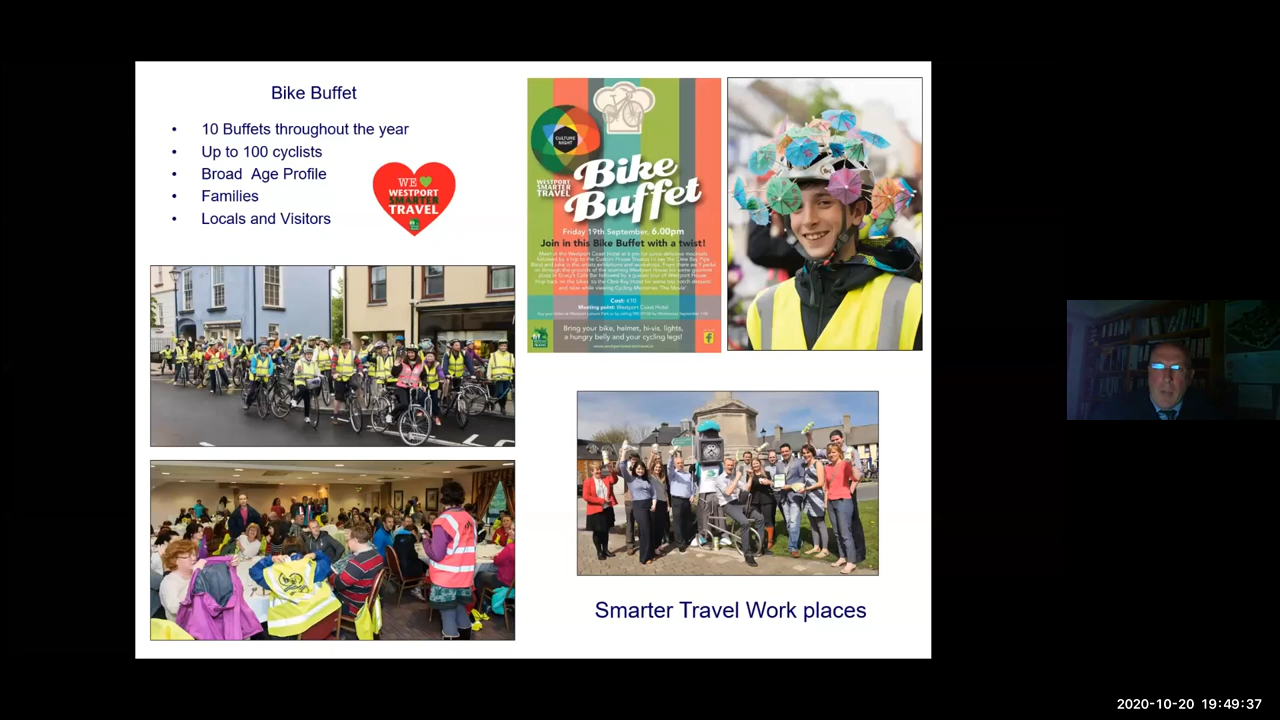 Bike Buffet
• 10 Buffets throughout the year
• Up to 100 cyclists
• Broad Age Profile
• Families
• Locals and Visitors
WE
WESTPORT
SMARTER
TRAVEL
CULTURE
NIGHT
WESTPORT
SMARTER
TRAVEL
Bike
Buffet
Friday 19th September, 6.00pm
Join in this Bike Buffet with a twist!
Cost: €10
Meeting point: Westport Coast Hotel
Bring your bike, helmet, hi-vis, lights,
a hungry belly and your cycling legs!
Smarter Travel Work places
2020-10-20 19:49:37